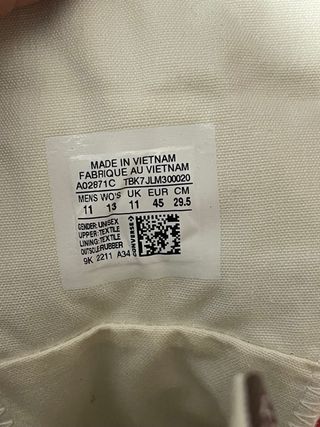 MADE IN VIETNAM
FABRIQUE AU VIETNAM
A02871C TBK7JLM300020
MENS WO'S UK EUR CM
11 13 11 45 29.5
GENDER: UNISEX
UPPER: TEXTILE
LINING: TEXTILE
OUTSOLE: RUBBER
9K 2211 A34
CONVERSE